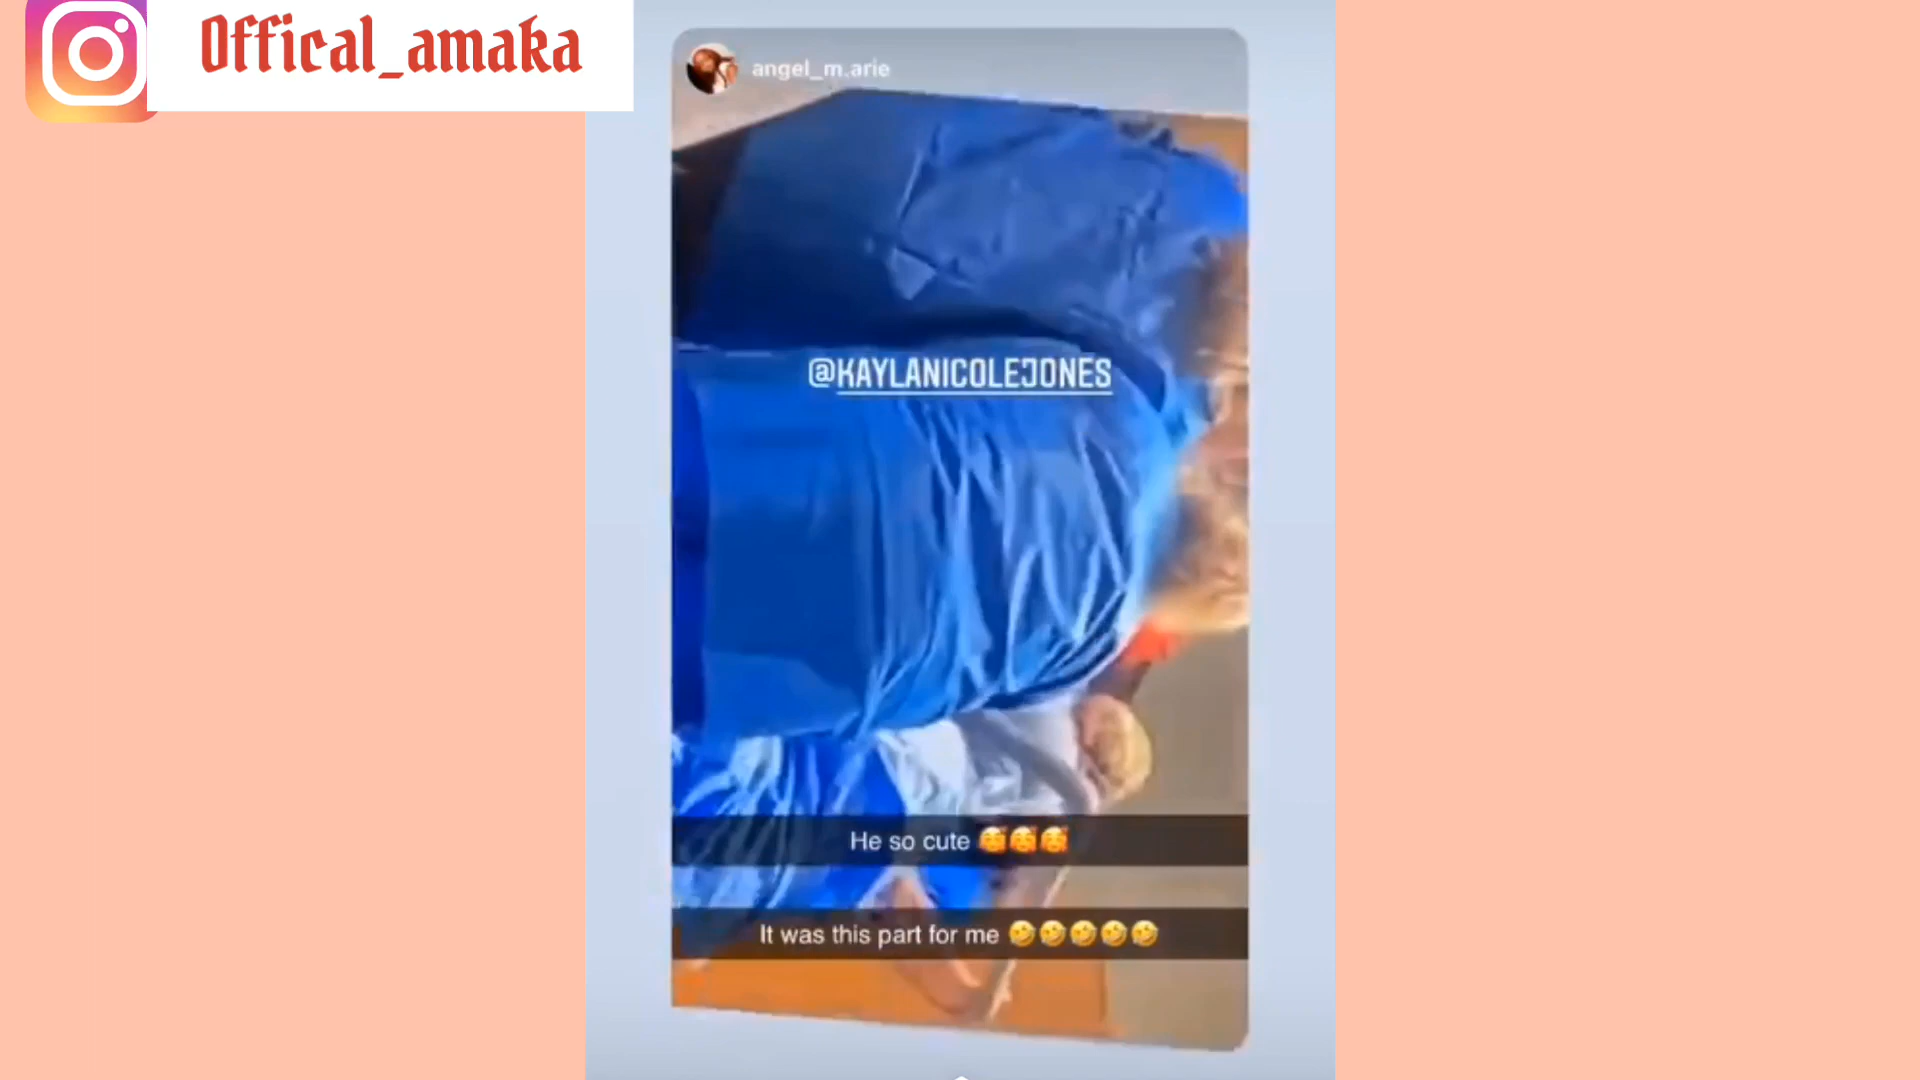 Offical_amaka
angel_m.arie
@KAYLANICOLEJONES
He so cute 🥰🥰🥰
It was this part for me 🤣🤣🤣🤣🤣